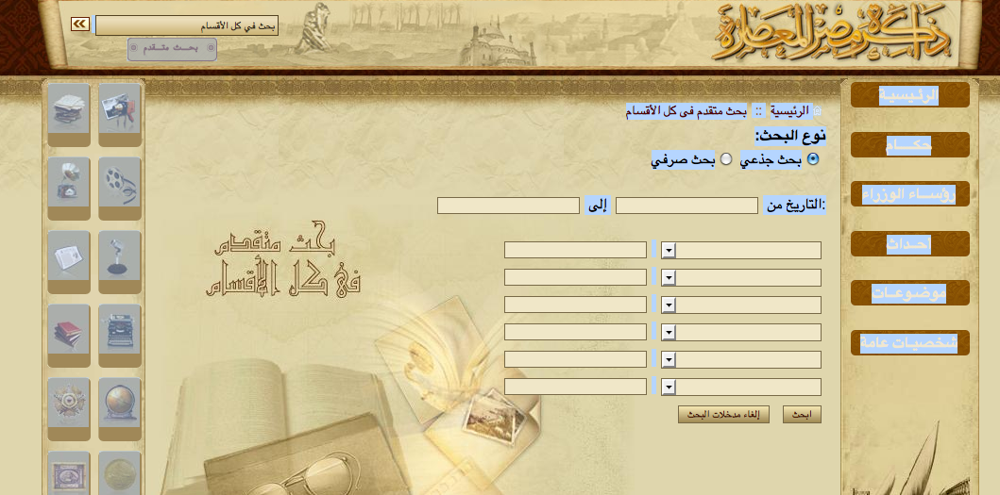 ذاكرة مصر المعاصرة
بحث في كل الأقسام
بحث متقدم
الرئيسية
حكام
رؤساء الوزراء
أحداث
موضوعات
شخصيات عامة
الرئيسية :: بحث متقدم فى كل الأقسام
نوع البحث:
بحث جذعي بحث صرفي
التاريخ من: إلى
بحث متقدم
فى كل الأقسام
ابحث إلغاء مدخلات البحث